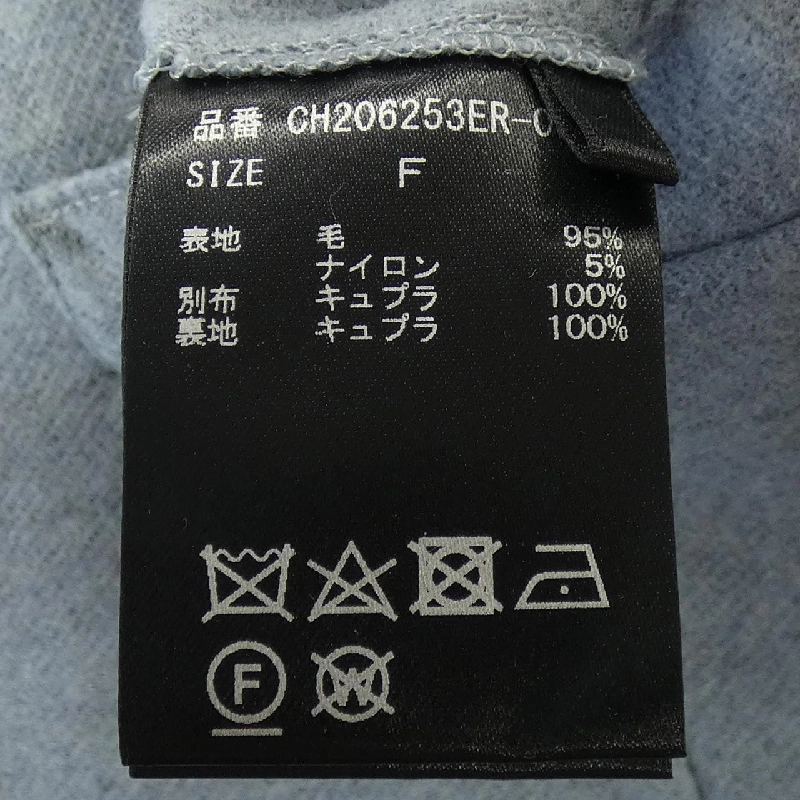 品番 CH206253ER-0
SIZE F
表地 毛 95%
ナイロン 5%
別布 キュプラ 100%
裏地 キュプラ 100%
F
W